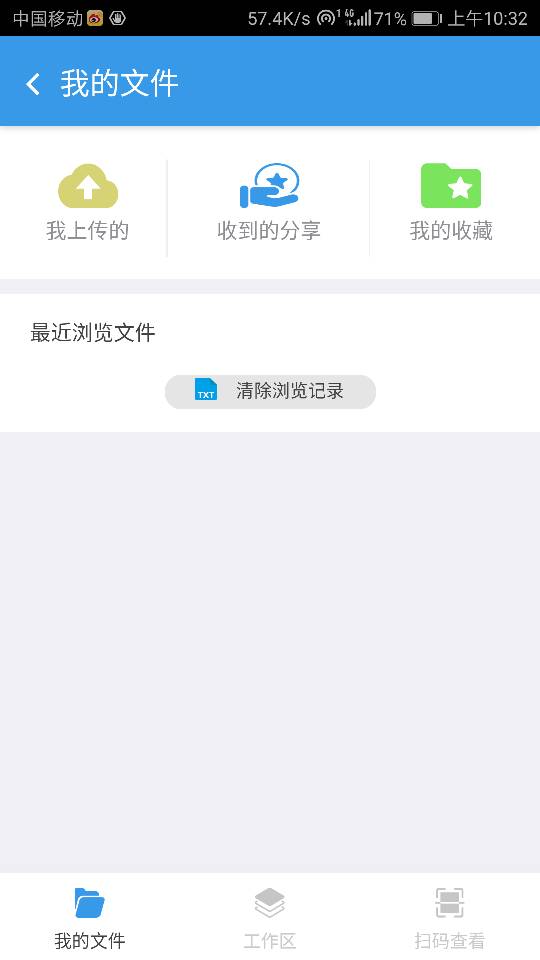 中国移动 57.4K/s 1 4G 71% 上午10:32
我的文件
我上传的 收到的分享 我的收藏
最近浏览文件
TXT 清除浏览记录
我的文件 工作区 扫码查看